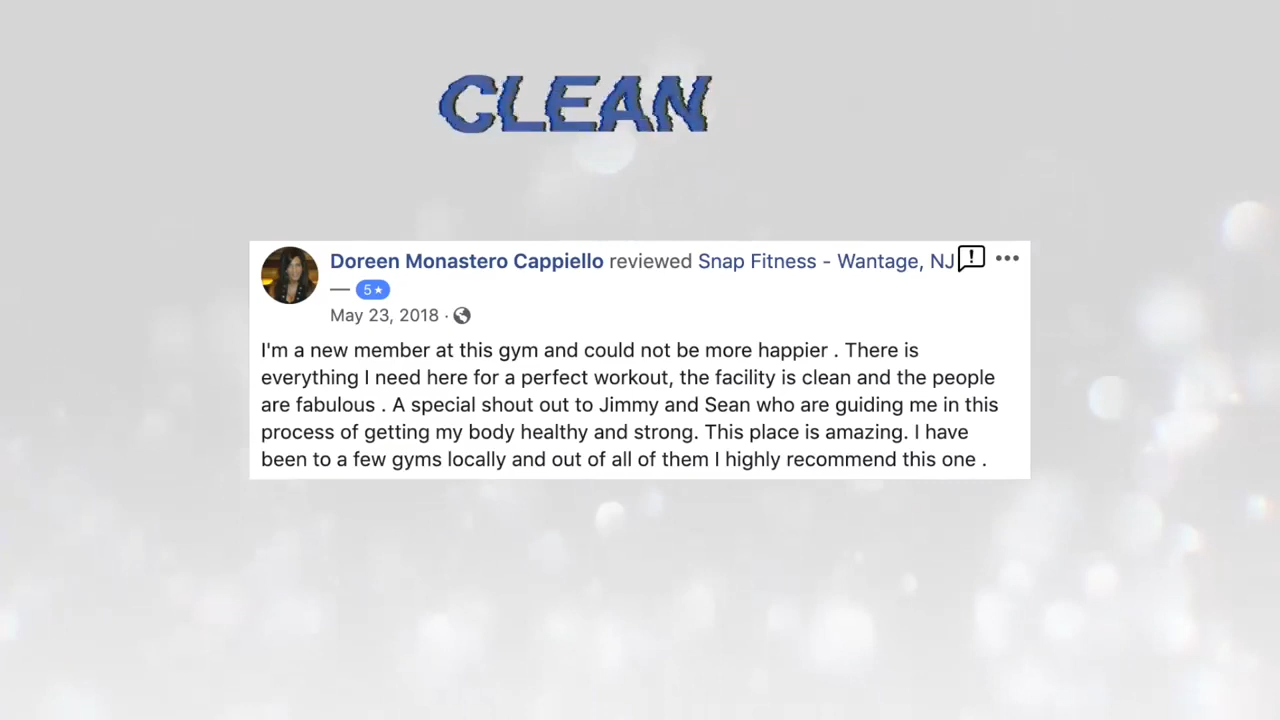 CLEAN
Doreen Monastero Cappiello reviewed Snap Fitness - Wantage, NJ
— 5★
May 23, 2018 ·
I'm a new member at this gym and could not be more happier . There is
everything I need here for a perfect workout, the facility is clean and the people
are fabulous . A special shout out to Jimmy and Sean who are guiding me in this
process of getting my body healthy and strong. This place is amazing. I have
been to a few gyms locally and out of all of them I highly recommend this one .